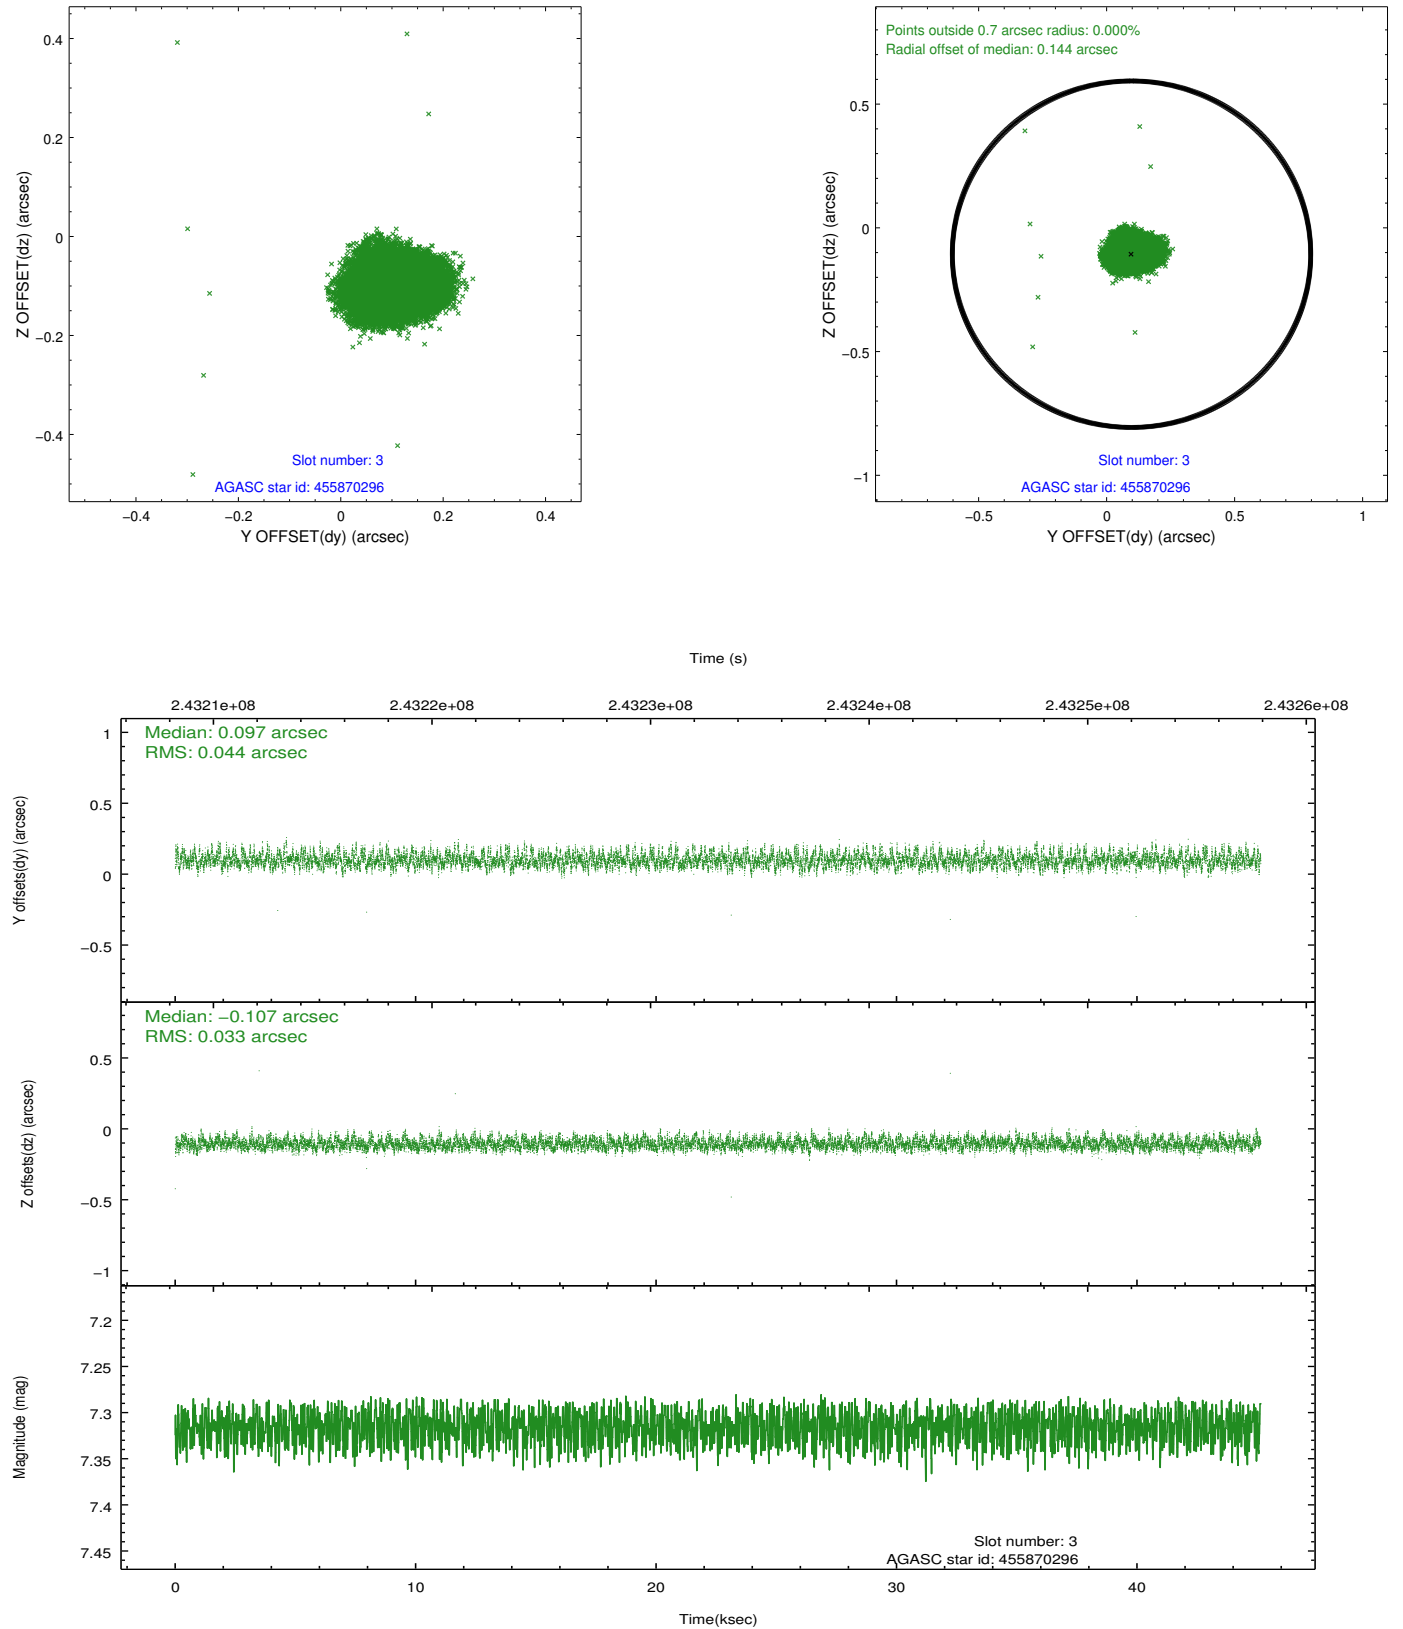 0.4
0.2
0
−0.2
−0.4
Z OFFSET(dz) (arcsec)
Slot number: 3
AGASC star id: 455870296
−0.4 −0.2 0 0.2 0.4
Y OFFSET(dy) (arcsec)
Points outside 0.7 arcsec radius: 0.000%
Radial offset of median: 0.144 arcsec
0.5
0
−0.5
−1
Z OFFSET(dz) (arcsec)
Slot number: 3
AGASC star id: 455870296
−0.5 0 0.5 1
Y OFFSET(dy) (arcsec)
Time (s)
2.4321e+08 2.4322e+08 2.4323e+08 2.4324e+08 2.4325e+08 2.4326e+08
Median: 0.097 arcsec
RMS: 0.044 arcsec
1
0.5
0
−0.5
Y offsets(dy) (arcsec)
Median: −0.107 arcsec
RMS: 0.033 arcsec
0.5
0
−0.5
−1
Z offsets(dz) (arcsec)
7.2
7.25
7.3
7.35
7.4
7.45
Magnitude (mag)
Slot number: 3
AGASC star id: 455870296
0 10 20 30 40
Time(ksec)